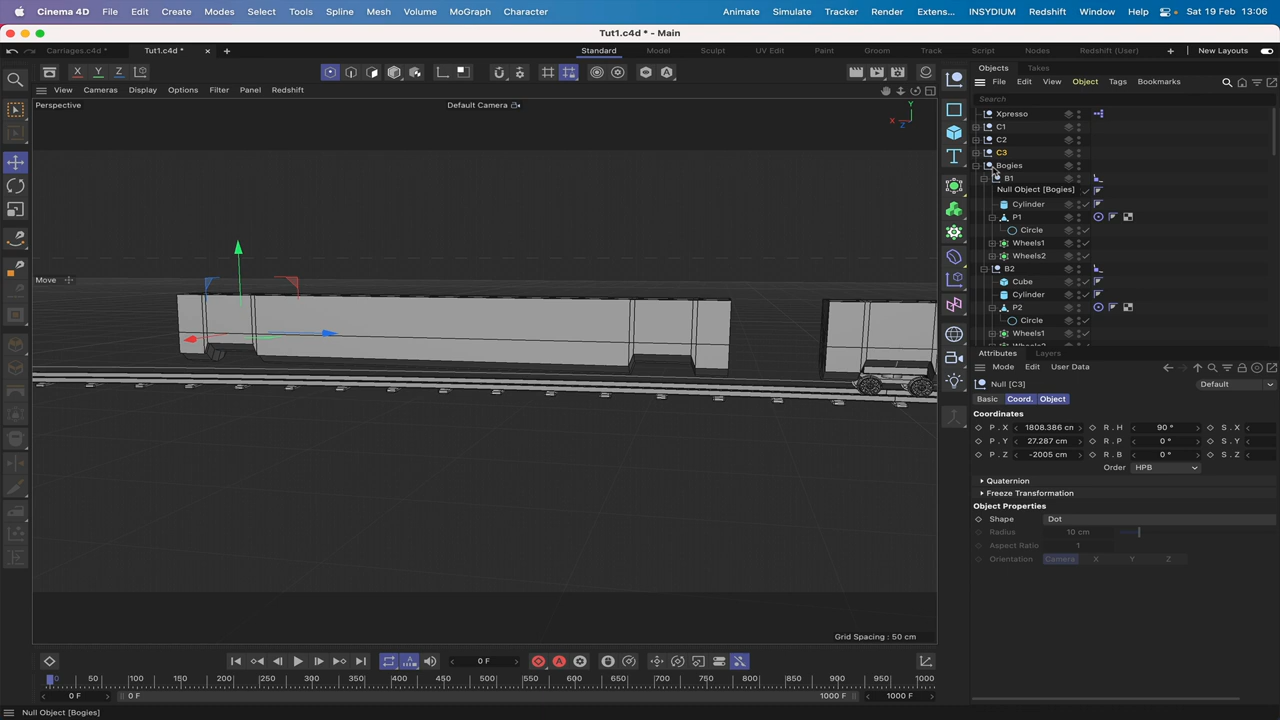 Cinema 4D File Edit Create Modes Select Tools Spline Mesh Volume MoGraph Character Animate Simulate Tracker Render Extens... INSYDIUM Redshift Window Help Sat 19 Feb 13:06
Tut1.c4d * - Main
Carriages.c4d * Tut1.c4d * Standard Model Sculpt UV Edit Paint Groom Track Script Nodes Redshift (User) New Layouts
X Y Z
Objects Takes
View Cameras Display Options Filter Panel Redshift
File Edit View Object Tags Bookmarks
Search
Perspective Default Camera
Y
X
Z
Xpresso
C1
C2
C3
Bogies
B1
Null Object [Bogies]
Cylinder
P1
Circle
Wheels1
Wheels2
B2
Cube
Cylinder
P2
Circle
Wheels1
Move
Attributes Layers
Mode Edit User Data
Null [C3] Default
Basic Coord. Object
Coordinates
P . X 1808.386 cn R . H 90 ° S . X
P . Y 27.287 cm R . P 0 ° S . Y
P . Z -2005 cm R . B 0 ° S . Z
Order HPB
Quaternion
Freeze Transformation
Object Properties
Shape Dot
Radius 10 cm
Aspect Ratio 1
Orientation Camera X Y Z
Grid Spacing : 50 cm
0 F
50 100 150 200 250 300 350 400 450 500 550 600 650 700 750 800 850 900 950 1000
0 F 0 F 1000 F 1000 F
Null Object [Bogies]